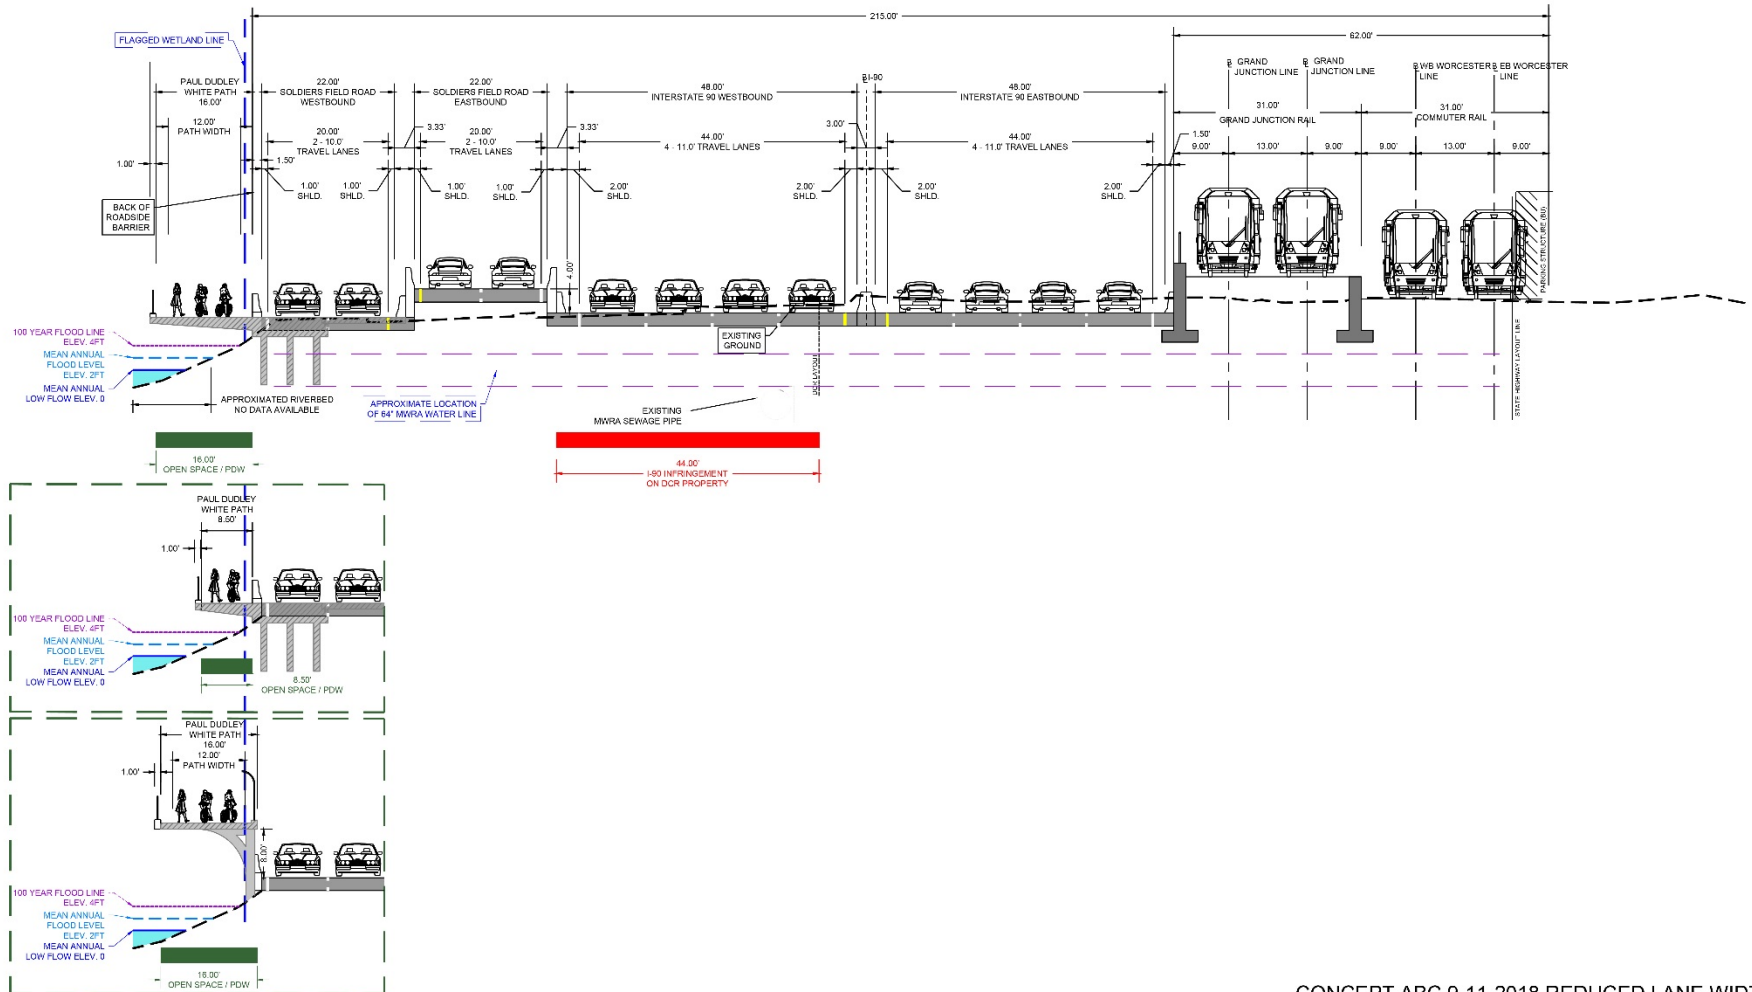 215.00'
62.00'
FLAGGED WETLAND LINE
PAUL DUDLEY
WHITE PATH
16.00'
12.00'
PATH WIDTH
1.00'
22.00'
SOLDIERS FIELD ROAD
WESTBOUND
20.00'
2 - 10.0'
TRAVEL LANES
1.50'
1.00'
SHLD.
1.00'
SHLD.
3.33'
22.00'
SOLDIERS FIELD ROAD
EASTBOUND
20.00'
2 - 10.0'
TRAVEL LANES
1.00'
SHLD.
1.00'
SHLD.
3.33'
48.00'
INTERSTATE 90 WESTBOUND
44.00'
4 - 11.0' TRAVEL LANES
2.00'
SHLD.
2.00'
SHLD.
I-90
3.00'
48.00'
INTERSTATE 90 EASTBOUND
44.00'
4 - 11.0' TRAVEL LANES
2.00'
SHLD.
2.00'
SHLD.
1.50'
GRAND
JUNCTION LINE
GRAND
JUNCTION LINE
WB WORCESTER
LINE
EB WORCESTER
LINE
31.00'
GRAND JUNCTION RAIL
31.00'
COMMUTER RAIL
9.00'
13.00'
9.00'
9.00'
13.00'
9.00'
BACK OF
ROADSIDE
BARRIER
4.00'
PARKING STRUCTURE (BU)
100 YEAR FLOOD LINE
ELEV. 4FT
MEAN ANNUAL
FLOOD LEVEL
ELEV. 2FT
MEAN ANNUAL
LOW FLOW ELEV. 0
APPROXIMATED RIVERBED
NO DATA AVAILABLE
APPROXIMATE LOCATION
OF 64" MWRA WATER LINE
EXISTING
GROUND
DCR LAYOUT
EXISTING
MWRA SEWAGE PIPE
STATE HIGHWAY LAYOUT LINE
16.00'
OPEN SPACE / PDW
44.00'
I-90 INFRINGEMENT
ON DCR PROPERTY
PAUL DUDLEY
WHITE PATH
8.50'
1.00'
100 YEAR FLOOD LINE
ELEV. 4FT
MEAN ANNUAL
FLOOD LEVEL
ELEV. 2FT
MEAN ANNUAL
LOW FLOW ELEV. 0
8.50'
OPEN SPACE / PDW
PAUL DUDLEY
WHITE PATH
16.00'
12.00'
PATH WIDTH
1.00'
8.00'
100 YEAR FLOOD LINE
ELEV. 4FT
MEAN ANNUAL
FLOOD LEVEL
ELEV. 2FT
MEAN ANNUAL
LOW FLOW ELEV. 0
16.00'
OPEN SPACE / PDW